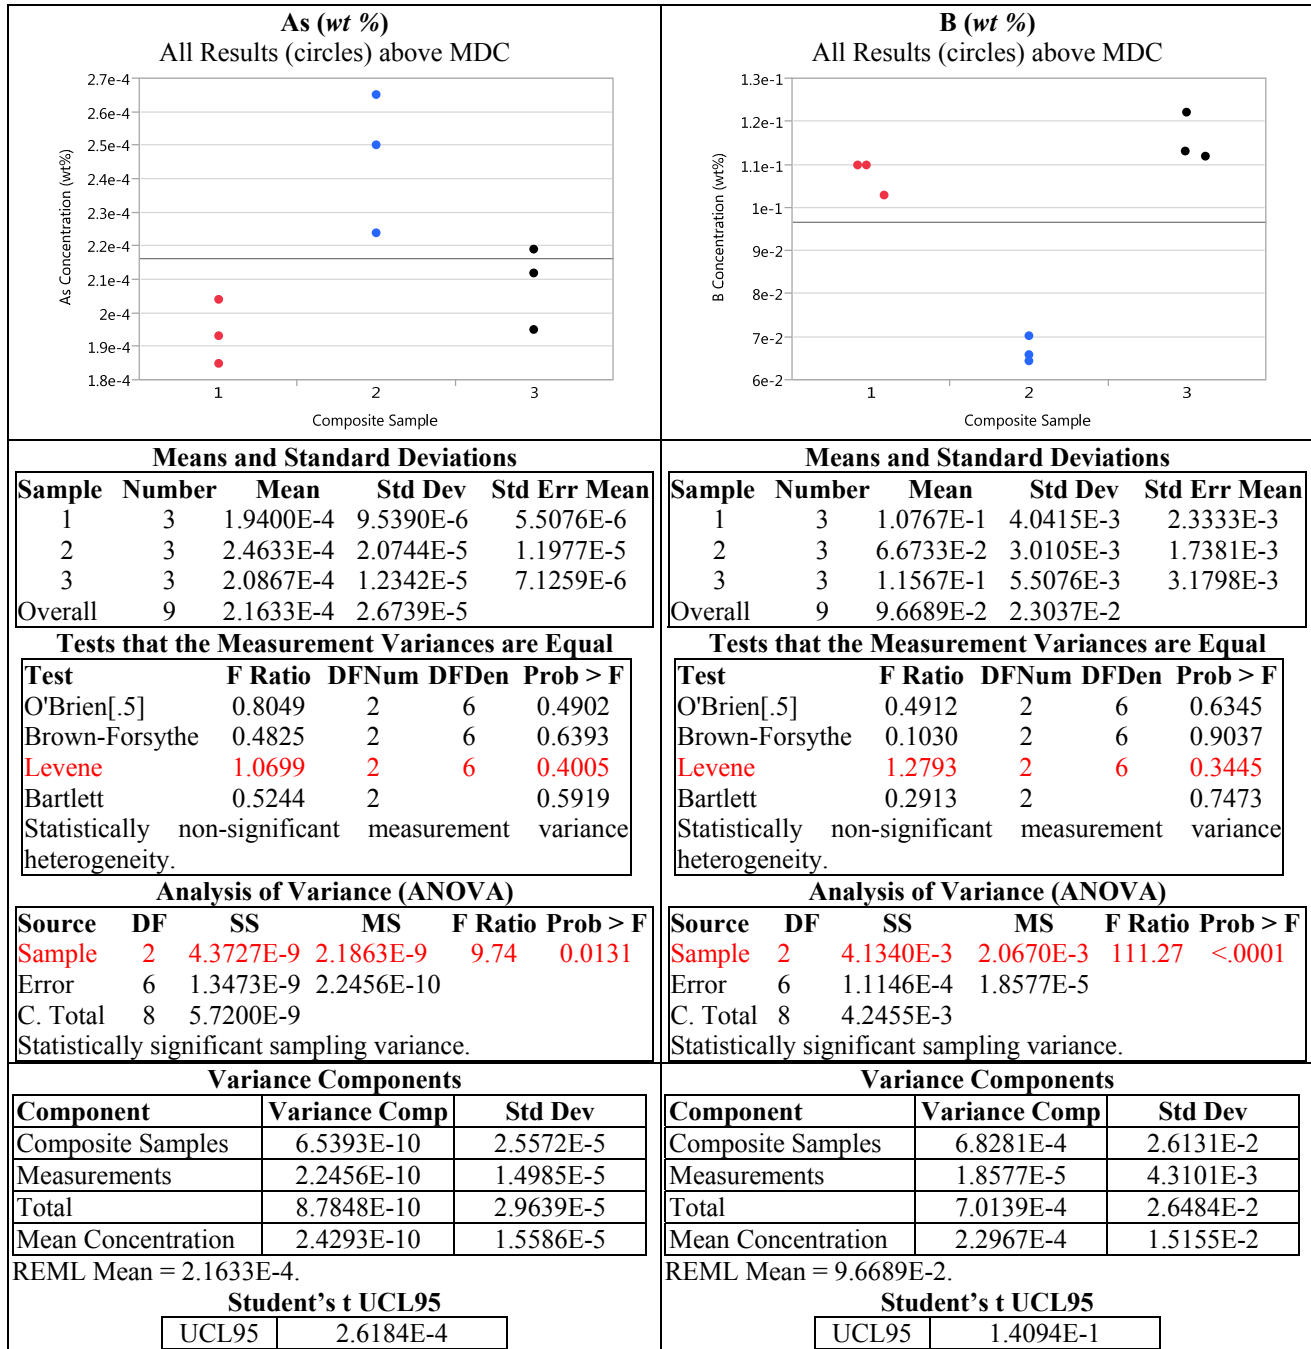 As (wt %)
All Results (circles) above MDC
2.7e-4
2.6e-4
2.5e-4
2.4e-4
2.3e-4
2.2e-4
2.1e-4
2e-4
1.9e-4
1.8e-4
As Concentration (wt%)
1 2 3
Composite Sample
Means and Standard Deviations
Sample Number Mean Std Dev Std Err Mean
1 3 1.9400E-4 9.5390E-6 5.5076E-6
2 3 2.4633E-4 2.0744E-5 1.1977E-5
3 3 2.0867E-4 1.2342E-5 7.1259E-6
Overall 9 2.1633E-4 2.6739E-5
Tests that the Measurement Variances are Equal
Test F Ratio DFNum DFDen Prob > F
O'Brien[.5] 0.8049 2 6 0.4902
Brown-Forsythe 0.4825 2 6 0.6393
Levene 1.0699 2 6 0.4005
Bartlett 0.5244 2 0.5919
Statistically non-significant measurement variance
heterogeneity.
Analysis of Variance (ANOVA)
Source DF SS MS F Ratio Prob > F
Sample 2 4.3727E-9 2.1863E-9 9.74 0.0131
Error 6 1.3473E-9 2.2456E-10
C. Total 8 5.7200E-9
Statistically significant sampling variance.
Variance Components
Component Variance Comp Std Dev
Composite Samples 6.5393E-10 2.5572E-5
Measurements 2.2456E-10 1.4985E-5
Total 8.7848E-10 2.9639E-5
Mean Concentration 2.4293E-10 1.5586E-5
REML Mean = 2.1633E-4.
Student's t UCL95
UCL95 2.6184E-4
B (wt %)
All Results (circles) above MDC
1.3e-1
1.2e-1
1.1e-1
1e-1
9e-2
8e-2
7e-2
6e-2
B Concentration (wt%)
1 2 3
Composite Sample
Means and Standard Deviations
Sample Number Mean Std Dev Std Err Mean
1 3 1.0767E-1 4.0415E-3 2.3333E-3
2 3 6.6733E-2 3.0105E-3 1.7381E-3
3 3 1.1567E-1 5.5076E-3 3.1798E-3
Overall 9 9.6689E-2 2.3037E-2
Tests that the Measurement Variances are Equal
Test F Ratio DFNum DFDen Prob > F
O'Brien[.5] 0.4912 2 6 0.6345
Brown-Forsythe 0.1030 2 6 0.9037
Levene 1.2793 2 6 0.3445
Bartlett 0.2913 2 0.7473
Statistically non-significant measurement variance
heterogeneity.
Analysis of Variance (ANOVA)
Source DF SS MS F Ratio Prob > F
Sample 2 4.1340E-3 2.0670E-3 111.27 <.0001
Error 6 1.1146E-4 1.8577E-5
C. Total 8 4.2455E-3
Statistically significant sampling variance.
Variance Components
Component Variance Comp Std Dev
Composite Samples 6.8281E-4 2.6131E-2
Measurements 1.8577E-5 4.3101E-3
Total 7.0139E-4 2.6484E-2
Mean Concentration 2.2967E-4 1.5155E-2
REML Mean = 9.6689E-2.
Student's t UCL95
UCL95 1.4094E-1